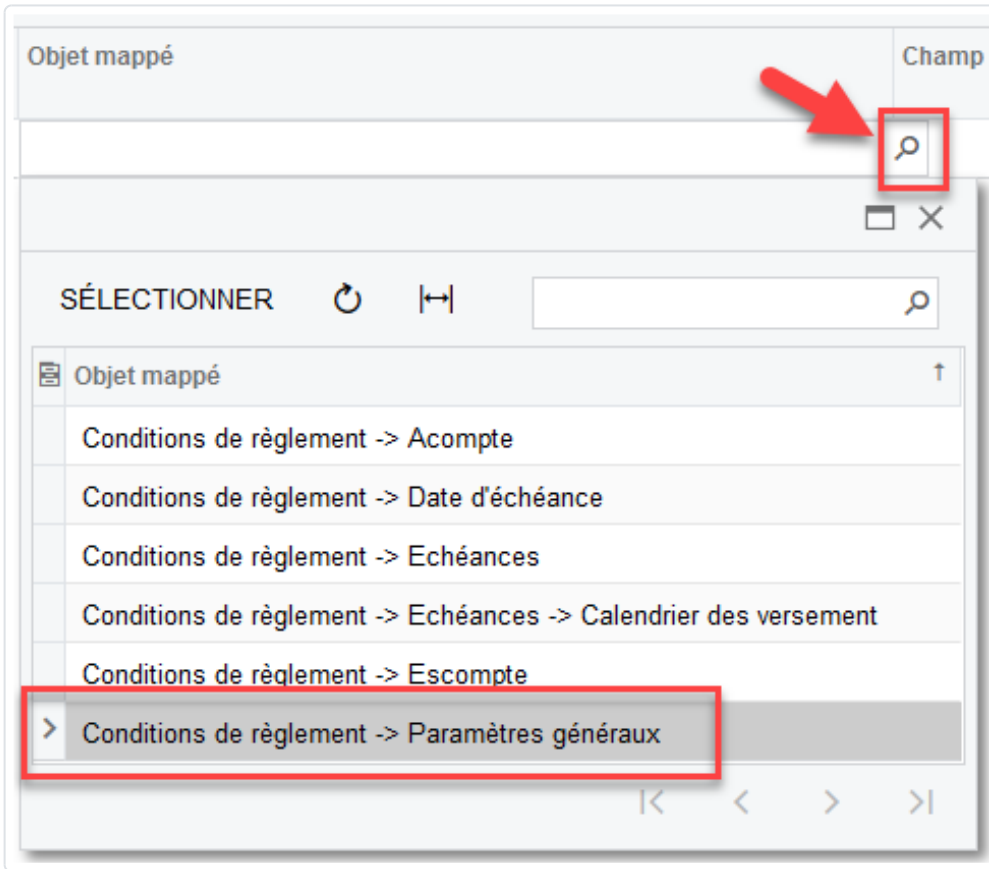 Objet mappé Champ
SÉLECTIONNER
Objet mappé
Conditions de règlement -> Acompte
Conditions de règlement -> Date d'échéance
Conditions de règlement -> Echéances
Conditions de règlement -> Echéances -> Calendrier des versement
Conditions de règlement -> Escompte
Conditions de règlement -> Paramètres généraux